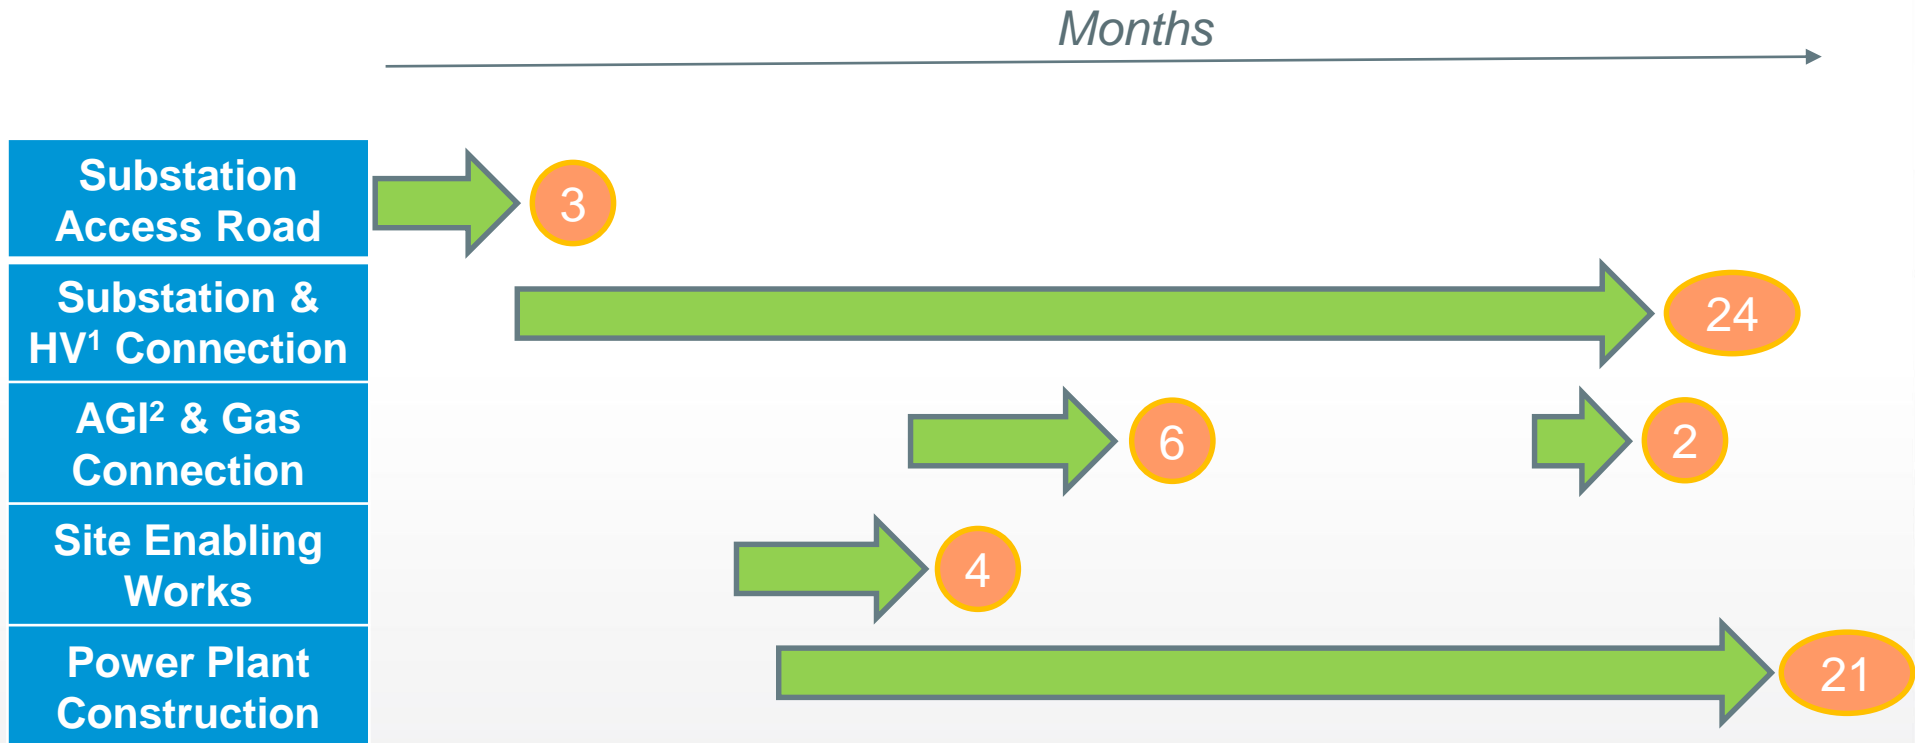 Months
Substation
Access Road
3
Substation &
HV¹ Connection
24
AGI² & Gas
Connection
6
2
Site Enabling
Works
4
Power Plant
Construction
21